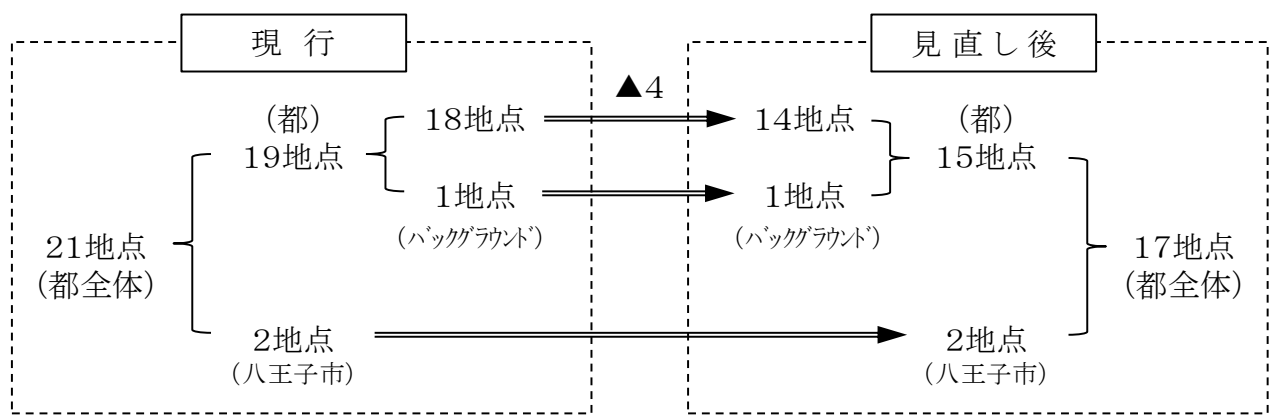 現 行
見 直 し 後
▲4
(都)
19地点
18地点
1地点
(バックグラウンド)
21地点
(都全体)
2地点
(八王子市)
14地点
1地点
(バックグラウンド)
(都)
15地点
17地点
(都全体)
2地点
(八王子市)